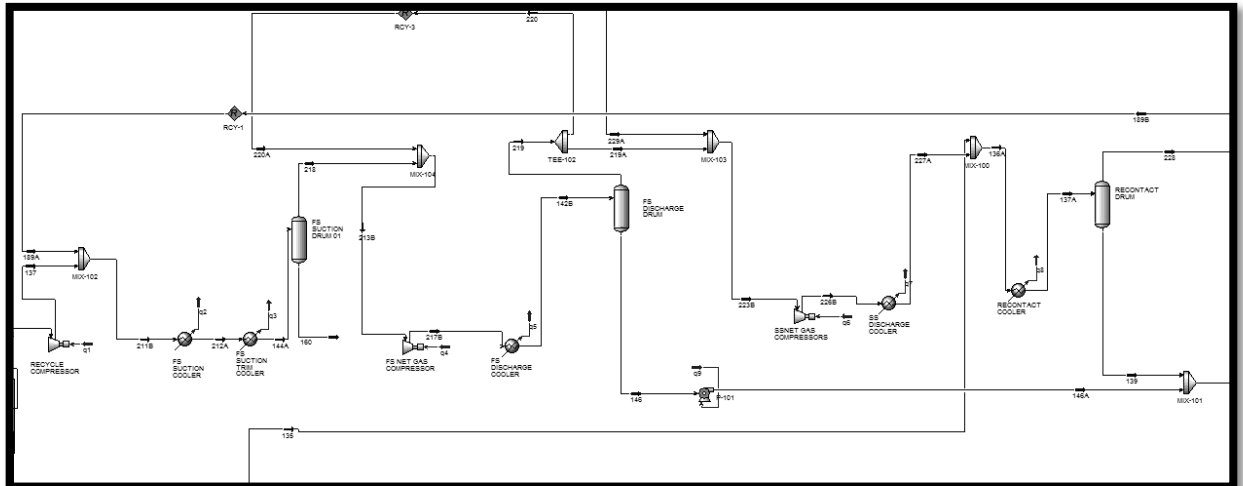 RCY-3
220
RCY-1
189B
220A
218
MIX-104
219
TEE-102
229A
219A
MIX-103
227A
MIX-100
136A
228
142B
FS
DISCHARGE
DRUM
RECONTACT
DRUM
137A
FS
SUCTION
DRUM 01
213B
189A
137
MIX-102
q2
q3
q5
q7
q8
217B
226B
223B
RECYCLE
COMPRESSOR
q1
211B
FS
SUCTION
COOLER
212A
FS
SUCTION
TRIM
COOLER
144A
160
FS NET GAS
COMPRESSOR
q4
FS
DISCHARGE
COOLER
SSNET GAS
COMPRESSORS
q6
SS
DISCHARGE
COOLER
RECONTACT
COOLER
q9
146
P-101
146A
139
MIX-101
135